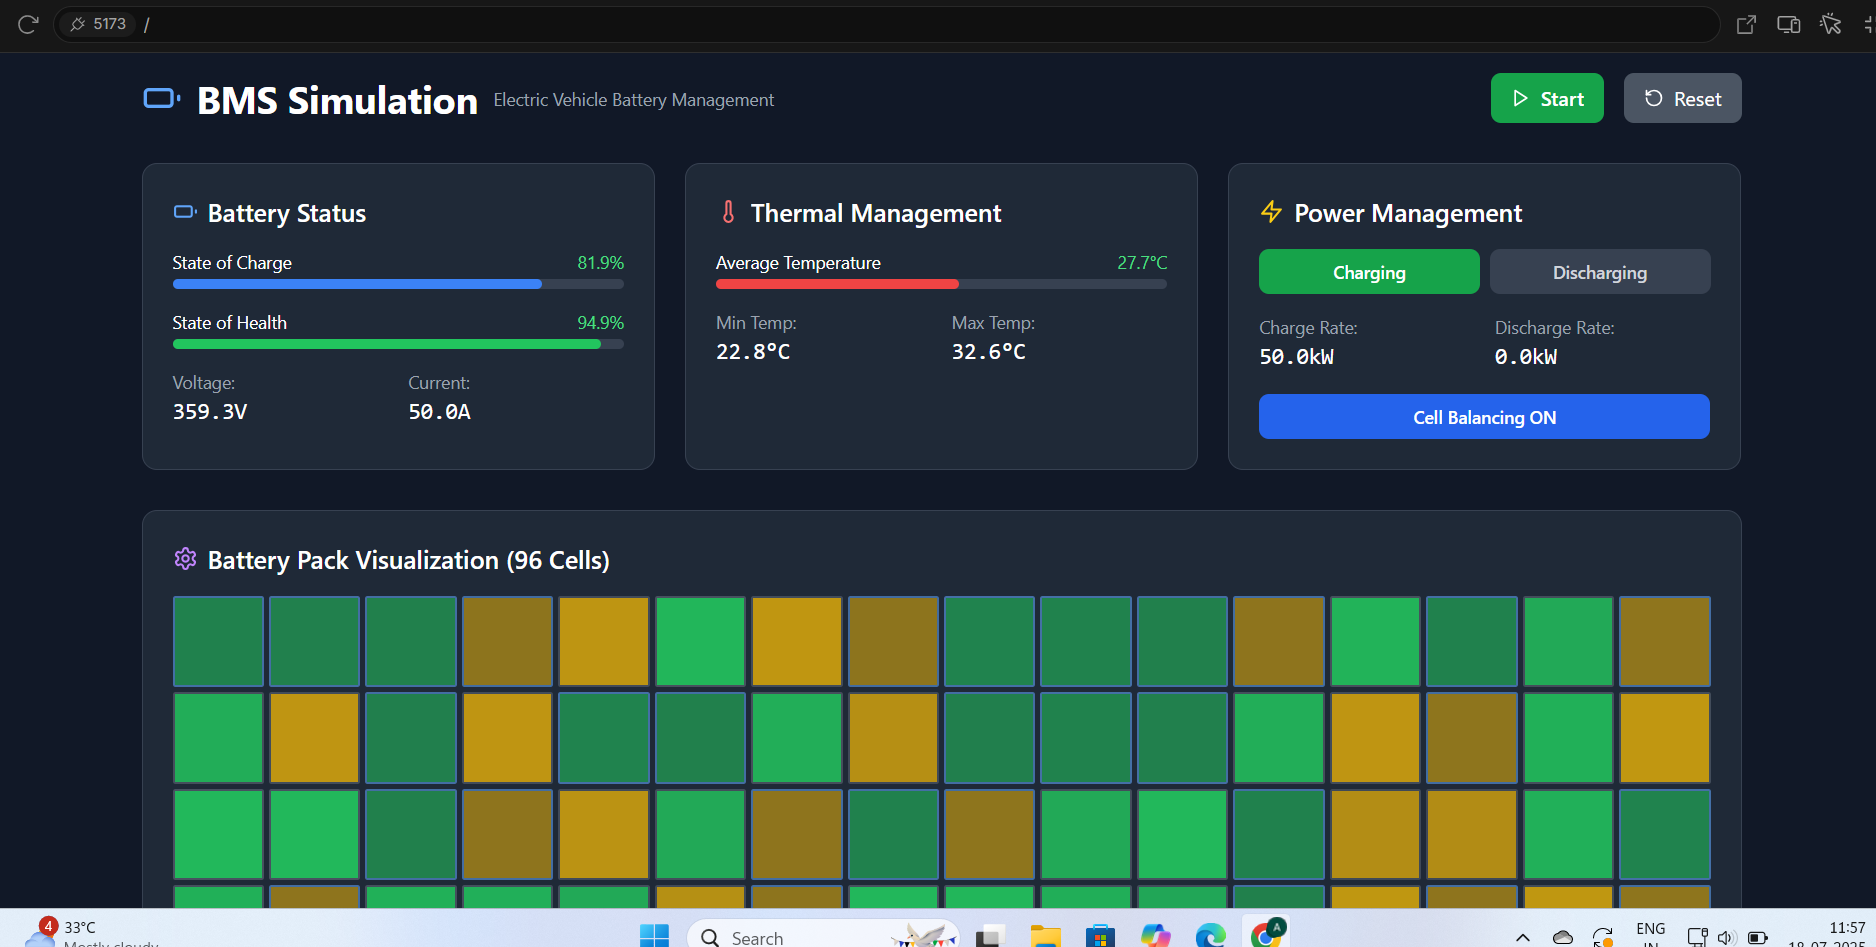 5173 /
BMS Simulation Electric Vehicle Battery Management
Start Reset
Battery Status
State of Charge 81.9%
State of Health 94.9%
Voltage: Current:
359.3V 50.0A
Thermal Management
Average Temperature 27.7°C
Min Temp: Max Temp:
22.8°C 32.6°C
Power Management
Charging Discharging
Charge Rate: Discharge Rate:
50.0kW 0.0kW
Cell Balancing ON
Battery Pack Visualization (96 Cells)
4 33°C
Mostly cloudy
Search
A
ENG
IN
11:57